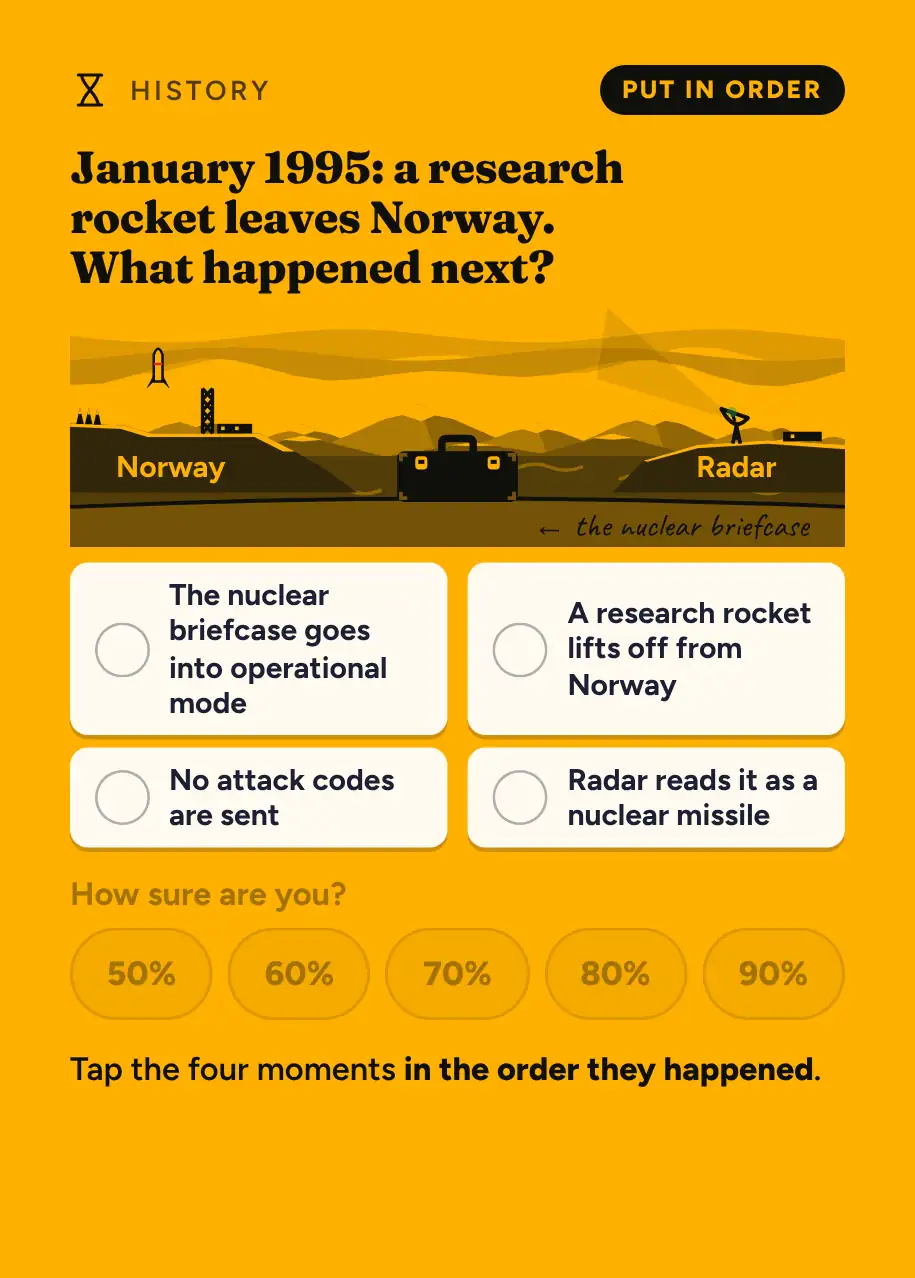 HISTORY
PUT IN ORDER
January 1995: a research
rocket leaves Norway.
What happened next?
Norway
Radar
← the nuclear briefcase
The nuclear
briefcase goes
into operational
mode
A research rocket
lifts off from
Norway
No attack codes
are sent
Radar reads it as a
nuclear missile
How sure are you?
50%
60%
70%
80%
90%
Tap the four moments in the order they happened.